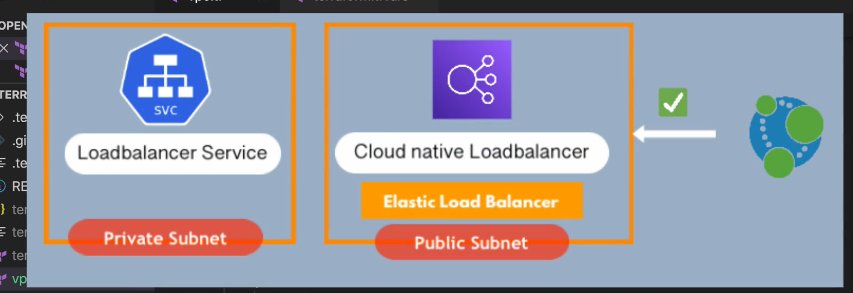 OPEN
TERR
.te
.gi
.te
RE
ter
ter
ter
vp
SVC
Loadbalancer Service
Private Subnet
Cloud native Loadbalancer
Elastic Load Balancer
Public Subnet